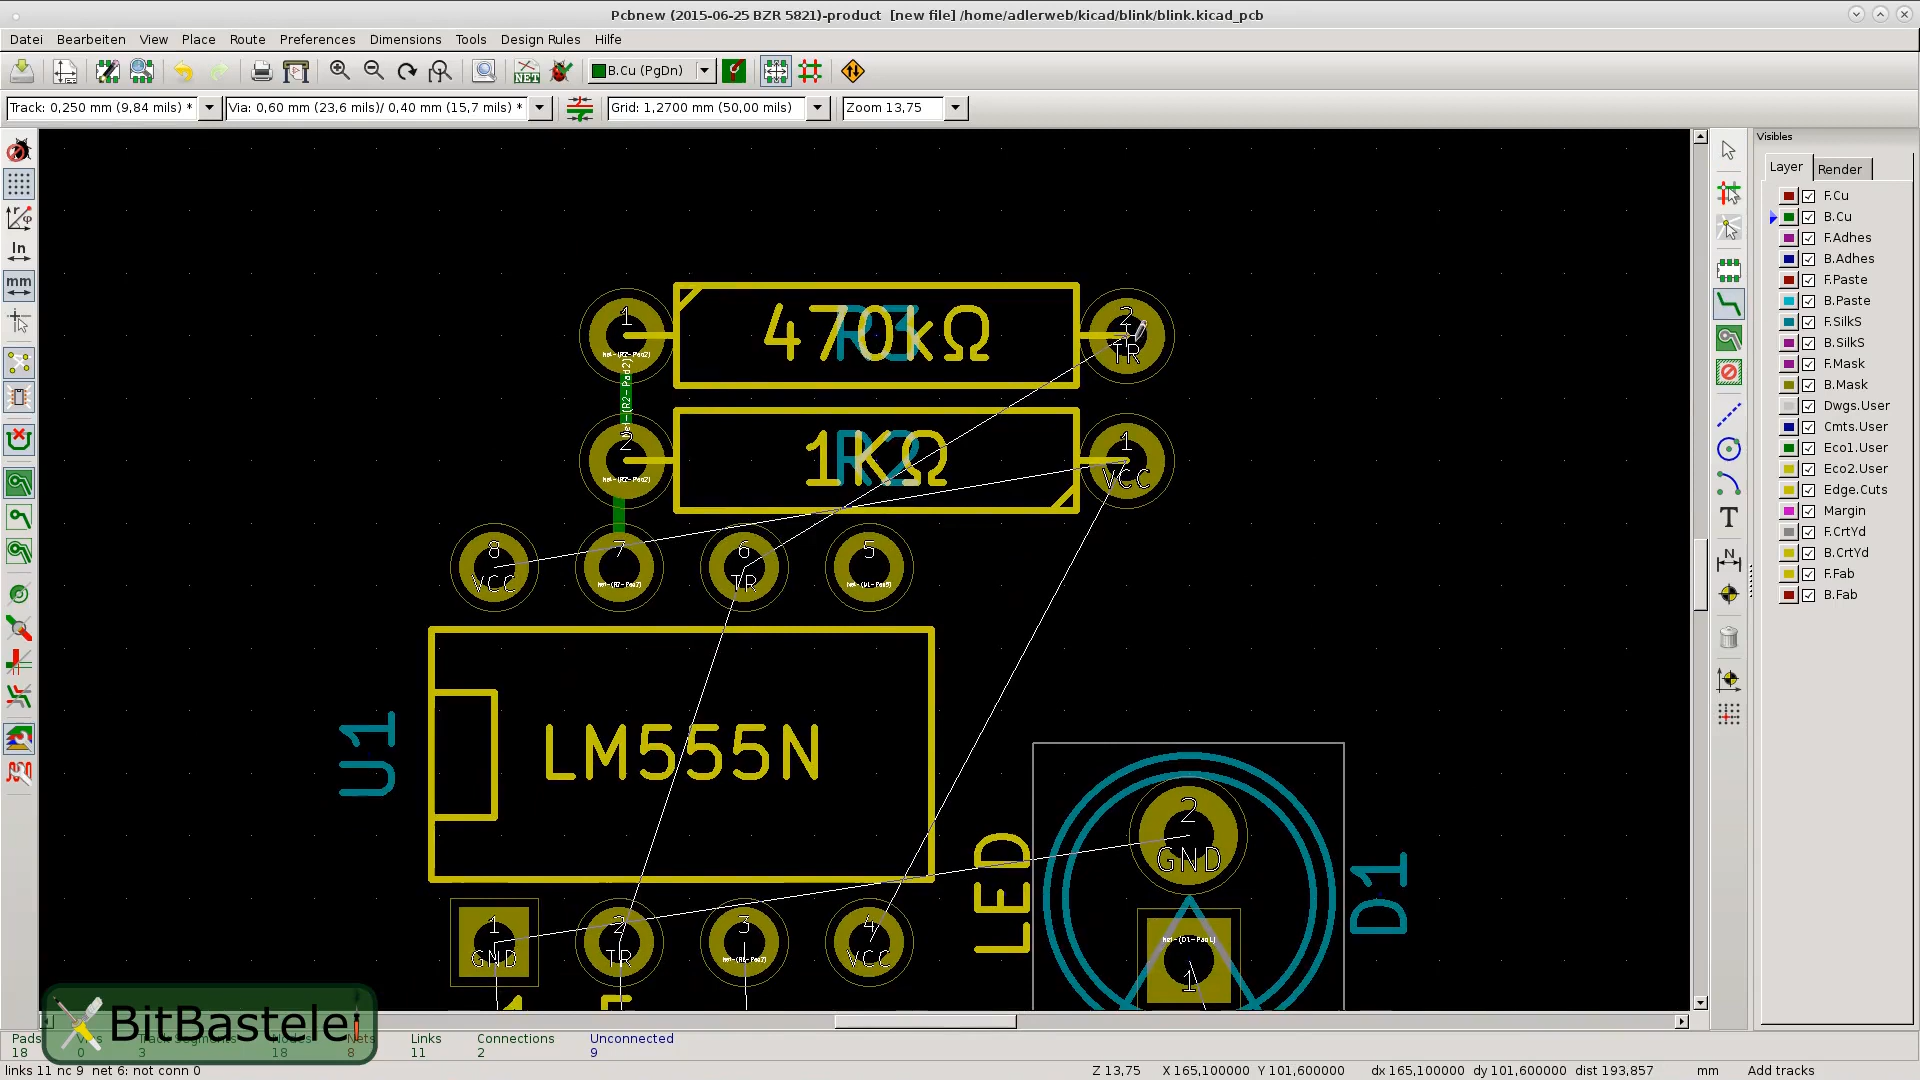 Pcbnew (2015-06-25 BZR 5821)-product [new file] /home/adlerweb/kicad/blink/blink.kicad_pcb
Datei Bearbeiten View Place Route Preferences Dimensions Tools Design Rules Hilfe
NET B.Cu (PgDn)
Track: 0,250 mm (9,84 mils) * Via: 0,60 mm (23,6 mils)/ 0,40 mm (15,7 mils) * Grid: 1,2700 mm (50,00 mils) Zoom 13,75
In
mm
Visibles
Layer Render
F.Cu
B.Cu
F.Adhes
B.Adhes
F.Paste
B.Paste
F.SilkS
B.SilkS
F.Mask
B.Mask
Dwgs.User
Cmts.User
Eco1.User
Eco2.User
Edge.Cuts
Margin
F.CrtYd
B.CrtYd
F.Fab
B.Fab
T
N
1 470kΩ R3 2
TR
2 1KΩ R2 1
VCC
8 7 6 5
VCC TR
U1 LM555N
LED D1
2
GND
1
1 2 3 4
GND TR VCC
BitBastelei
Pads Links Connections Unconnected
18 0 3 18 8 11 2 9
links 11 nc 9 net 6: not conn 0 Z 13,75 X 165,100000 Y 101,600000 dx 165,100000 dy 101,600000 dist 193,857 mm Add tracks